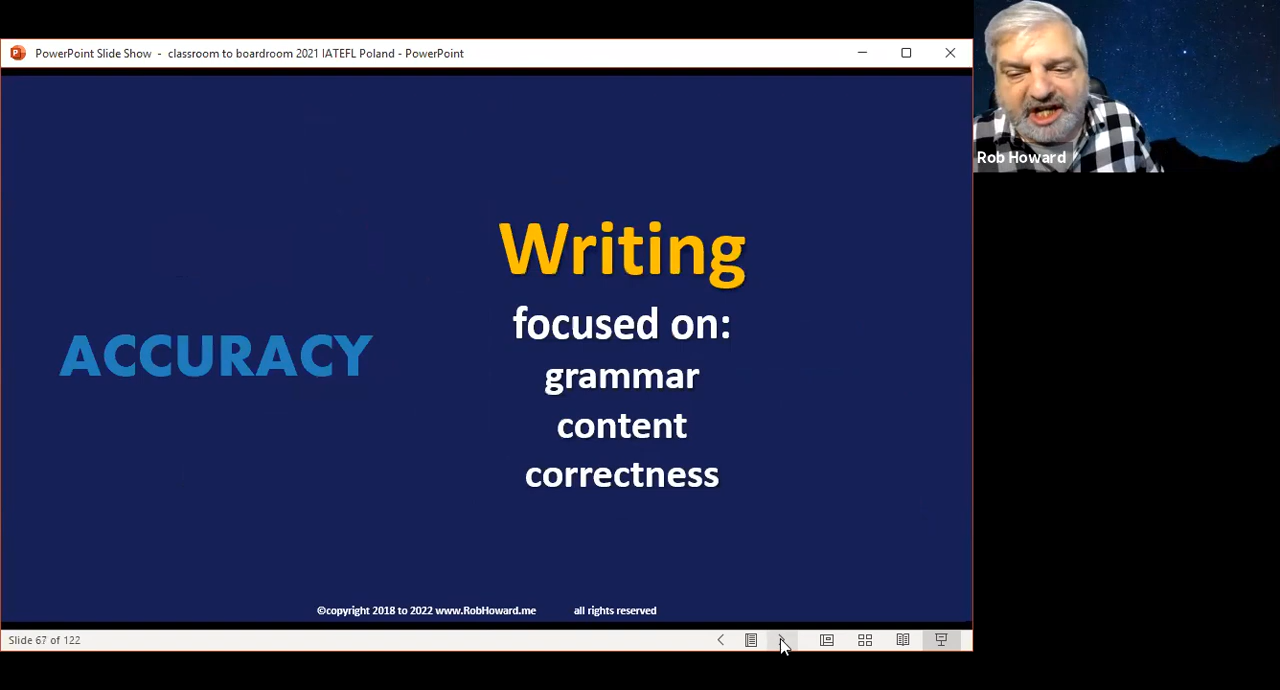 PowerPoint Slide Show - classroom to boardroom 2021 IATEFL Poland - PowerPoint
Rob Howard
ACCURACY
Writing
focused on:
grammar
content
correctness
©copyright 2018 to 2022 www.RobHoward.me all rights reserved
Slide 67 of 122